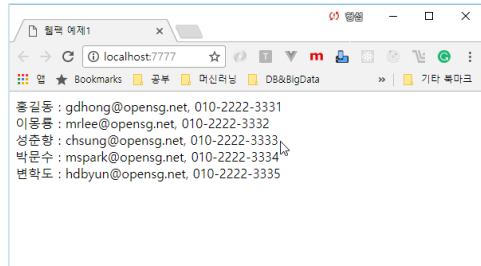 (!) 형섭
웹팩 예제1
localhost:7777
앱 Bookmarks 공부 머신러닝 DB&BigData » 기타 북마크
홍길동 : gdhong@opensg.net, 010-2222-3331
이몽룡 : mrlee@opensg.net, 010-2222-3332
성춘향 : chsung@opensg.net, 010-2222-3333
박문수 : mspark@opensg.net, 010-2222-3334
변학도 : hdbyun@opensg.net, 010-2222-3335